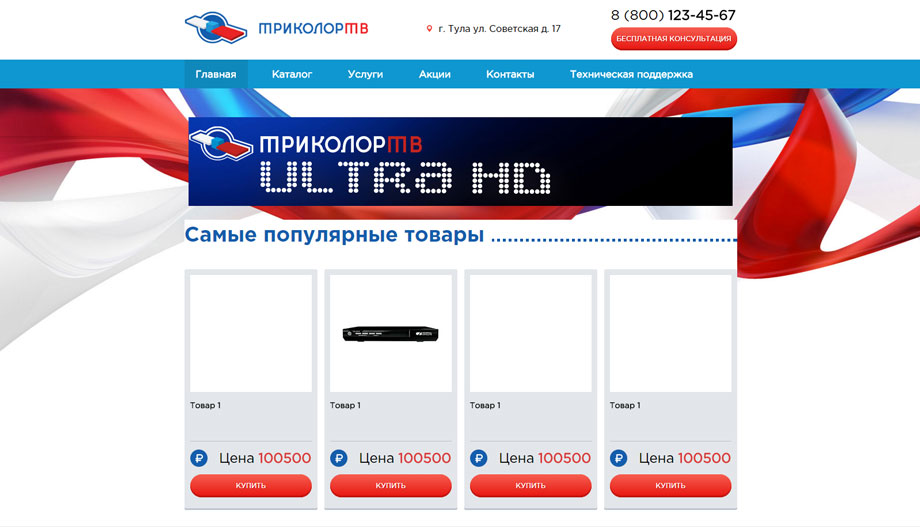 ТРИКОЛОРТВ
г. Тула ул. Советская д. 17
8 (800) 123-45-67
БЕСПЛАТНАЯ КОНСУЛЬТАЦИЯ
Главная Каталог Услуги Акции Контакты Техническая поддержка
ТРИКОЛОРТВ
ULTRA HD
Самые популярные товары
Товар 1 Товар 1 Товар 1 Товар 1
Цена 100500 Цена 100500 Цена 100500 Цена 100500
КУПИТЬ КУПИТЬ КУПИТЬ КУПИТЬ